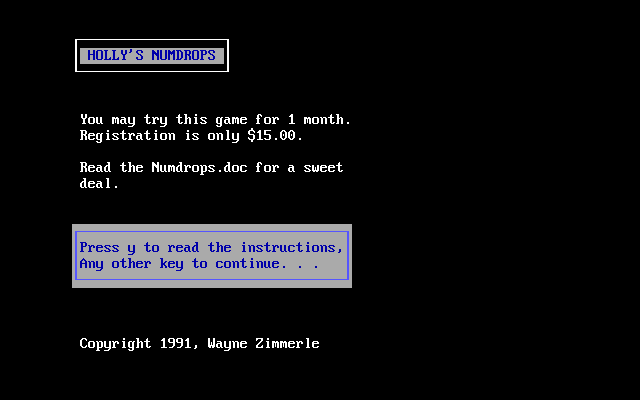 HOLLY'S NUMDROPS
You may try this game for 1 month.
Registration is only $15.00.
Read the Numdrops.doc for a sweet
deal.
Press y to read the instructions,
Any other key to continue. . .
Copyright 1991, Wayne Zimmerle